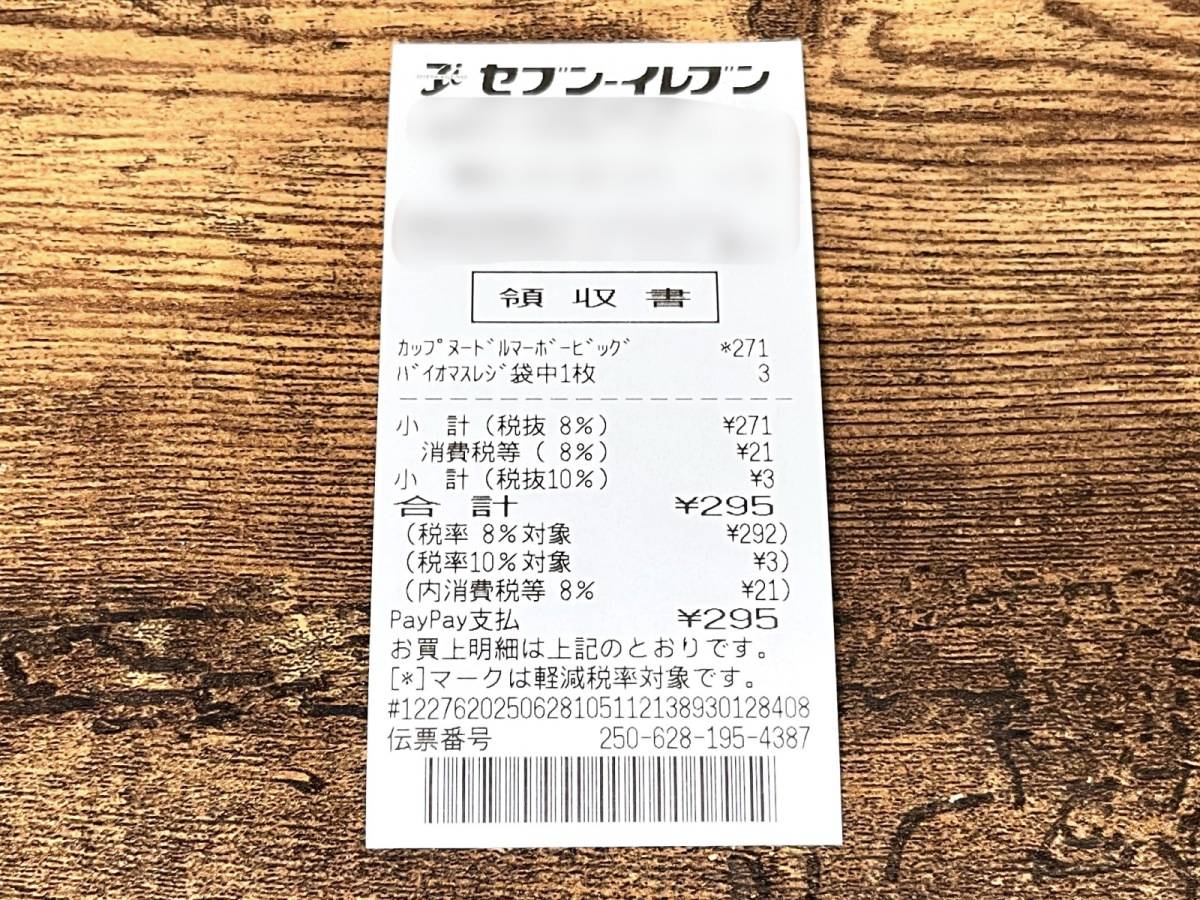 セブン-イレブン
領収書
カップヌードルマーボービッグ *271
バイオマスレジ袋中1枚 3
小 計(税抜 8%) ¥271
消費税等( 8%) ¥21
小 計(税抜10%) ¥3
合 計 ¥295
(税率 8%対象 ¥292)
(税率10%対象 ¥3)
(内消費税等 8% ¥21)
PayPay支払 ¥295
お買上明細は上記のとおりです。
[*]マークは軽減税率対象です。
#122762025062810511213893012­8408
伝票番号 250-628-195-4387